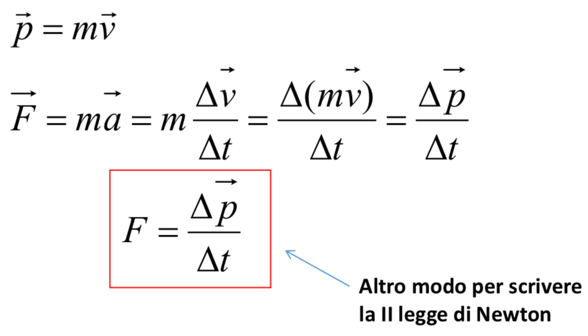 p⃗ = mv⃗
F⃗ = ma⃗ = m Δv⃗/Δt = Δ(mv⃗)/Δt = Δp⃗/Δt
F = Δp⃗/Δt
Altro modo per scrivere
la II legge di Newton